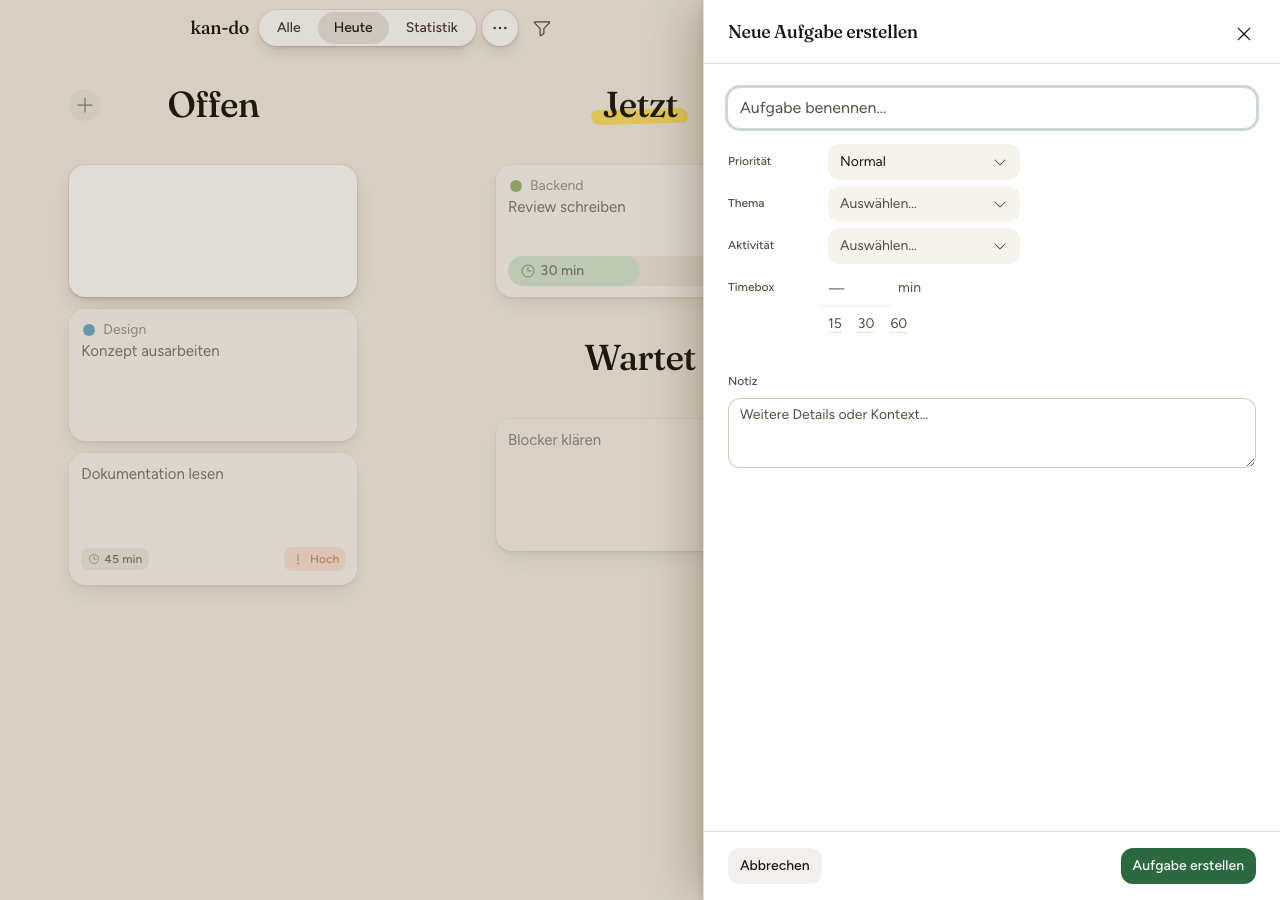 kan-do
Alle
Heute
Statistik
Offen
Jetzt
Backend
Review schreiben
30 min
Design
Konzept ausarbeiten
Wartet
Blocker klären
Dokumentation lesen
45 min
Hoch
Neue Aufgabe erstellen
Aufgabe benennen...
Priorität
Normal
Thema
Auswählen...
Aktivität
Auswählen...
Timebox
— min
15 30 60
Notiz
Weitere Details oder Kontext...
Abbrechen
Aufgabe erstellen